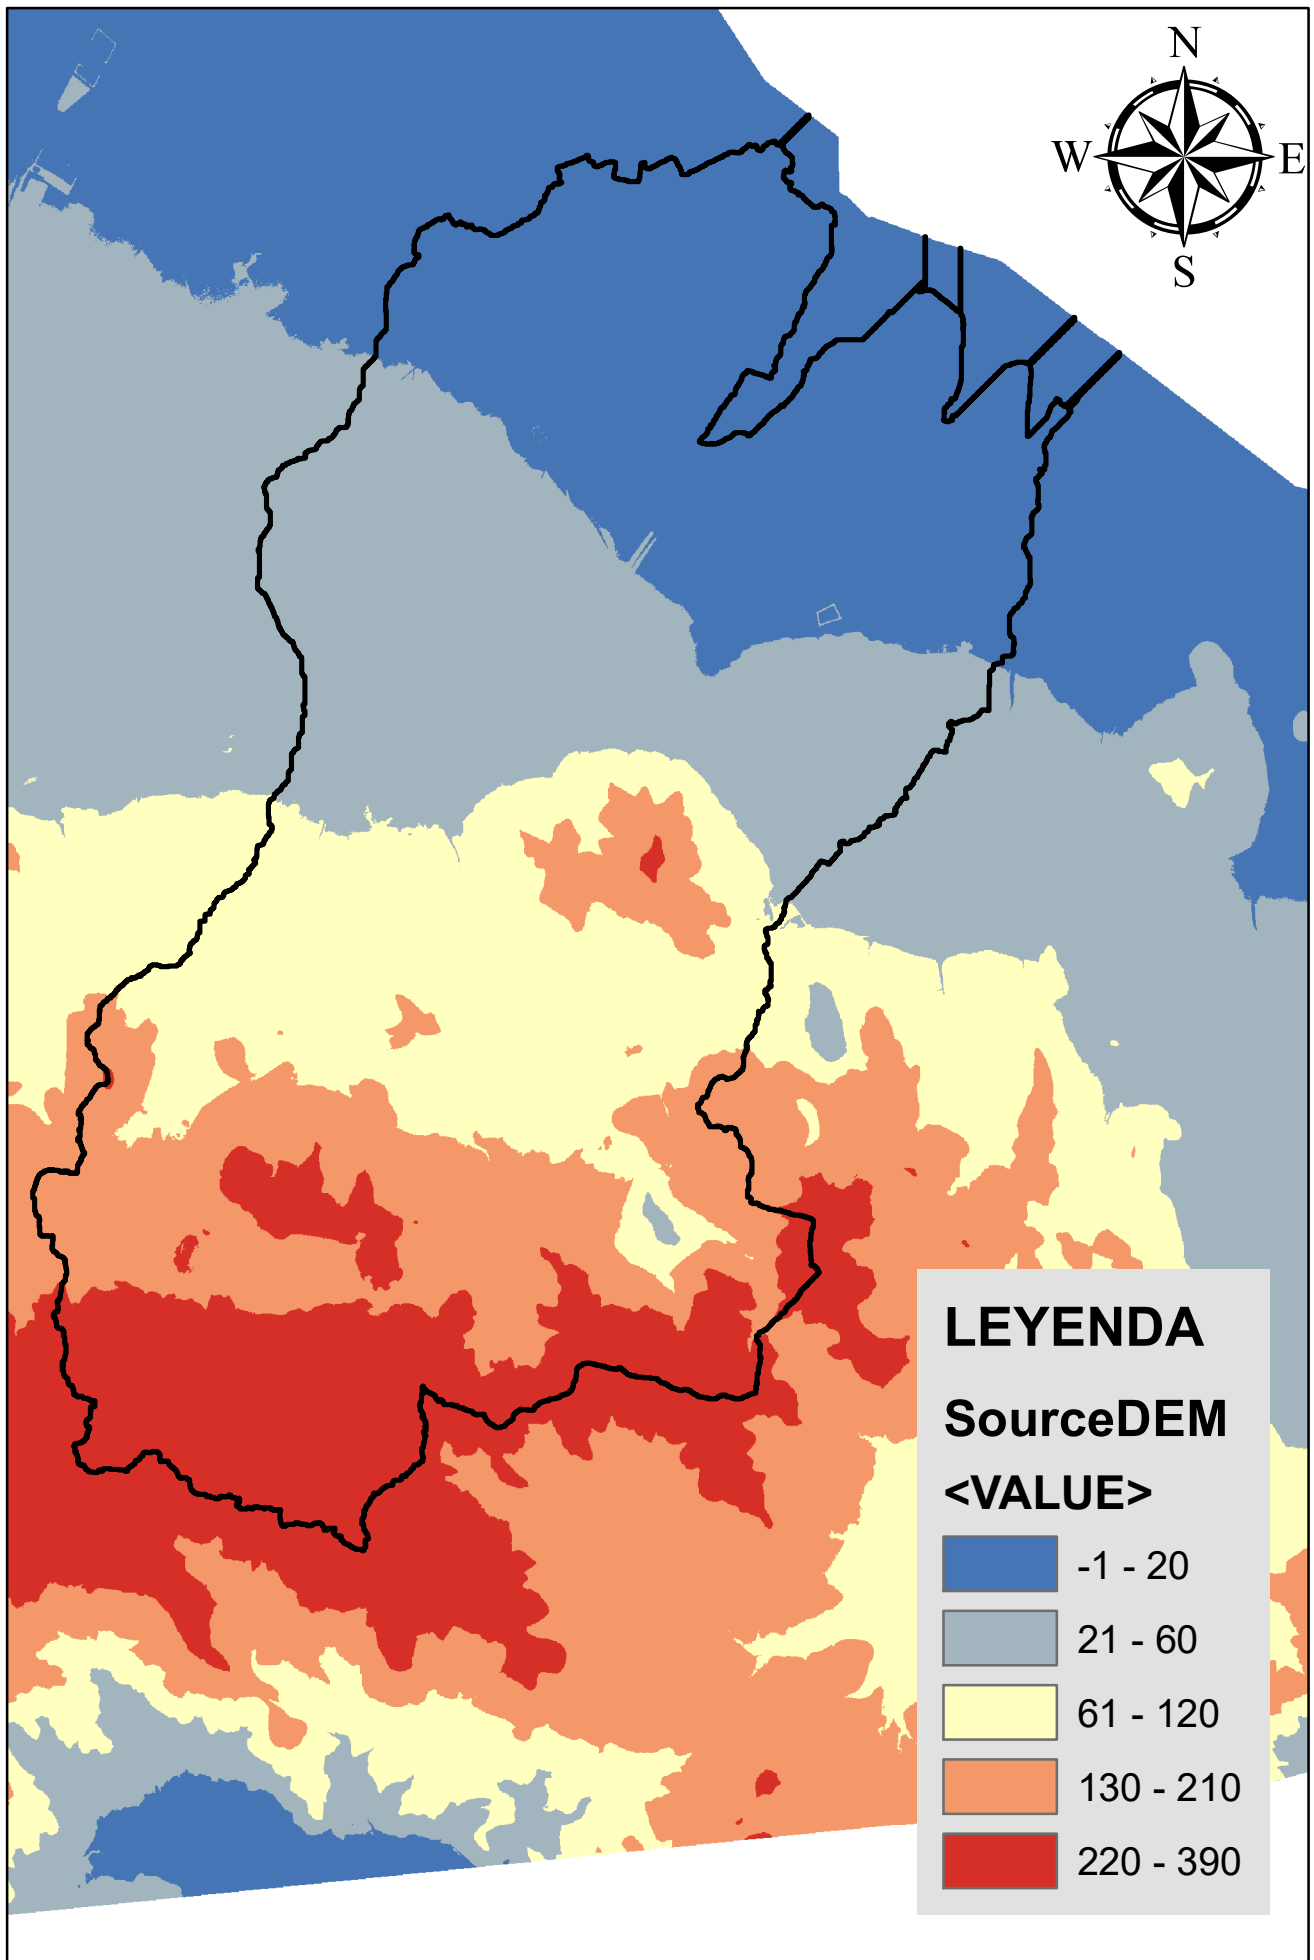 N
W E
S
LEYENDA
SourceDEM
<VALUE>
-1 - 20
21 - 60
61 - 120
130 - 210
220 - 390